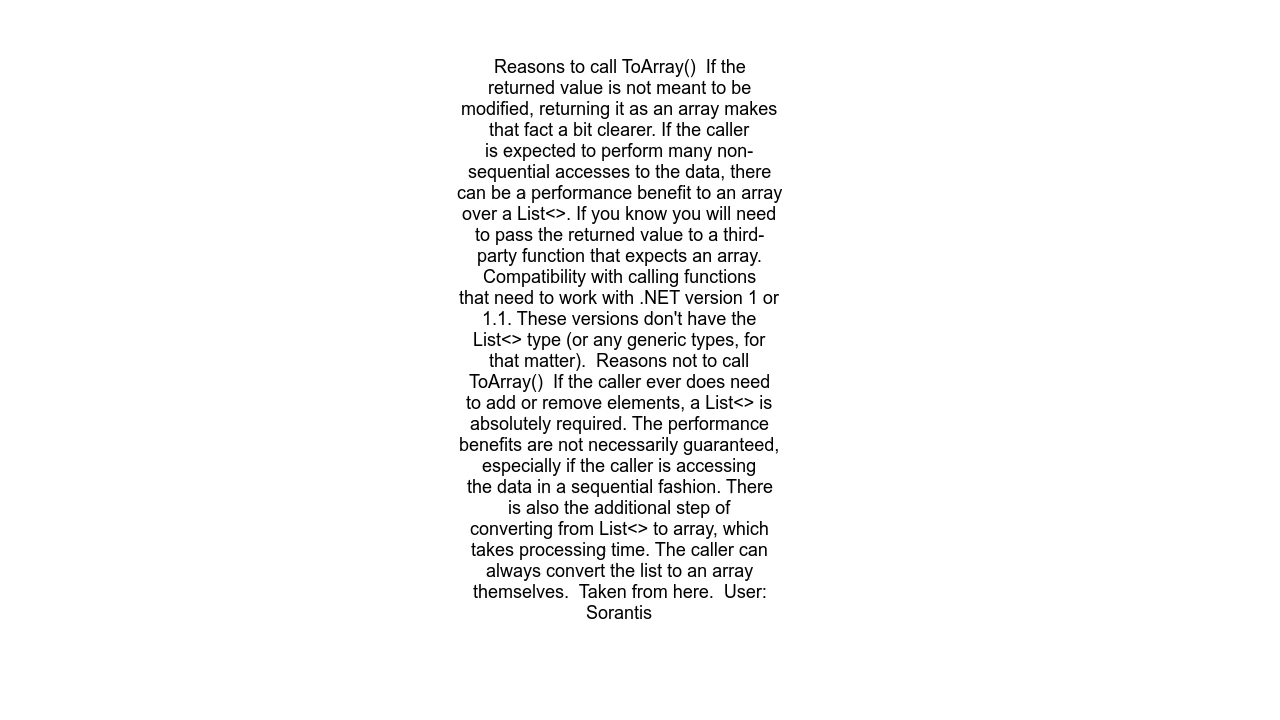 Reasons to call ToArray()  If the
returned value is not meant to be
modified, returning it as an array makes
that fact a bit clearer. If the caller
is expected to perform many non-
sequential accesses to the data, there
can be a performance benefit to an array
over a List<>. If you know you will need
to pass the returned value to a third-
party function that expects an array.
Compatibility with calling functions
that need to work with .NET version 1 or
1.1. These versions don't have the
List<> type (or any generic types, for
that matter).  Reasons not to call
ToArray()  If the caller ever does need
to add or remove elements, a List<> is
absolutely required. The performance
benefits are not necessarily guaranteed,
especially if the caller is accessing
the data in a sequential fashion. There
is also the additional step of
converting from List<> to array, which
takes processing time. The caller can
always convert the list to an array
themselves.  Taken from here.  User:
Sorantis